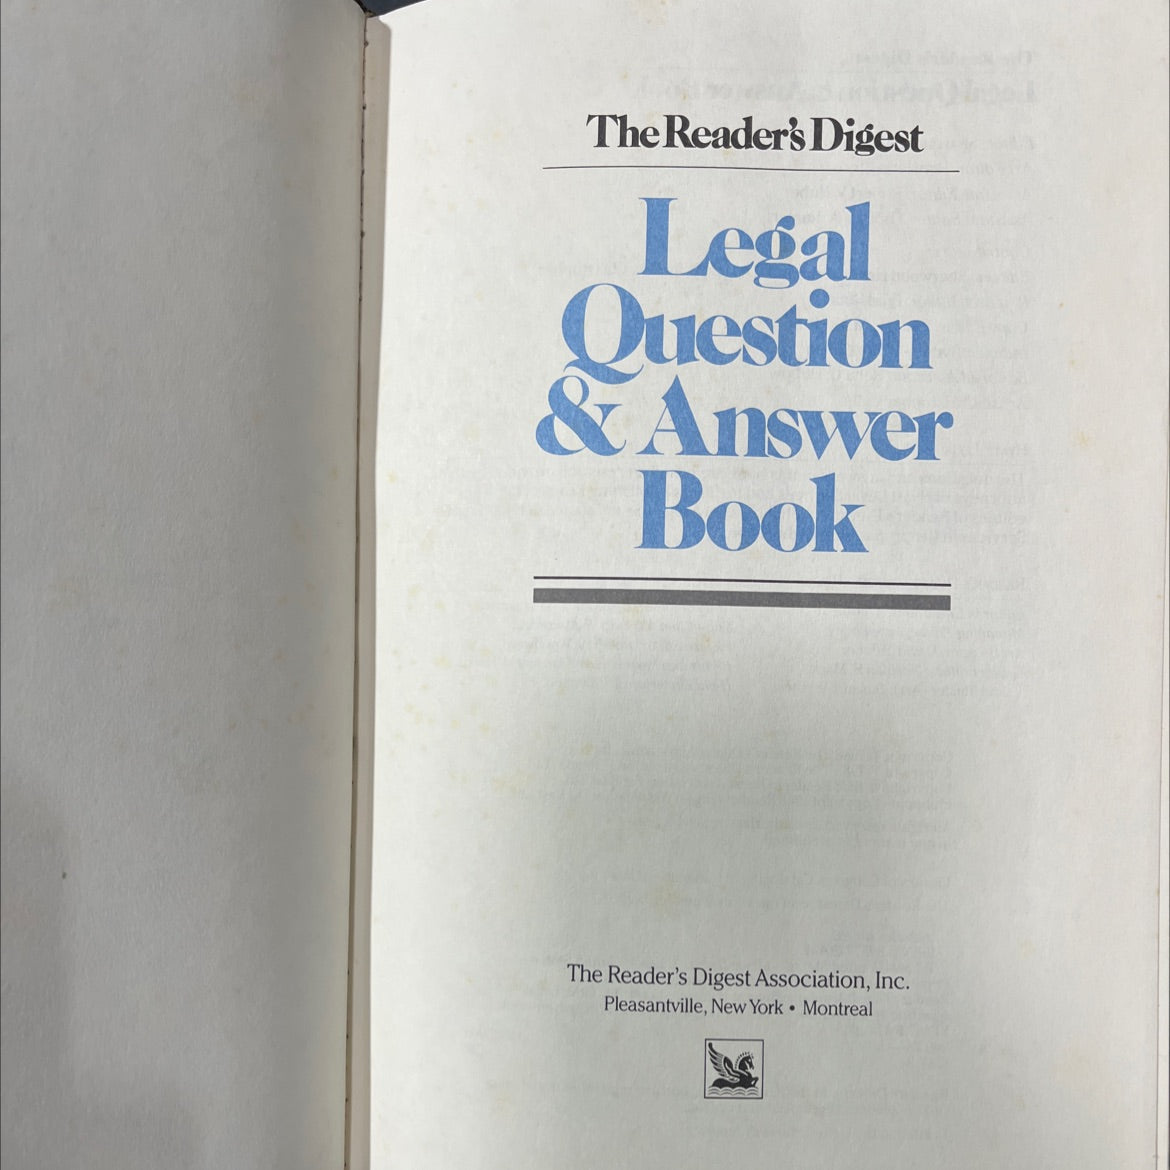 The Reader's Digest
Legal
Question
& Answer
Book
The Reader's Digest Association, Inc.
Pleasantville, New York • Montreal